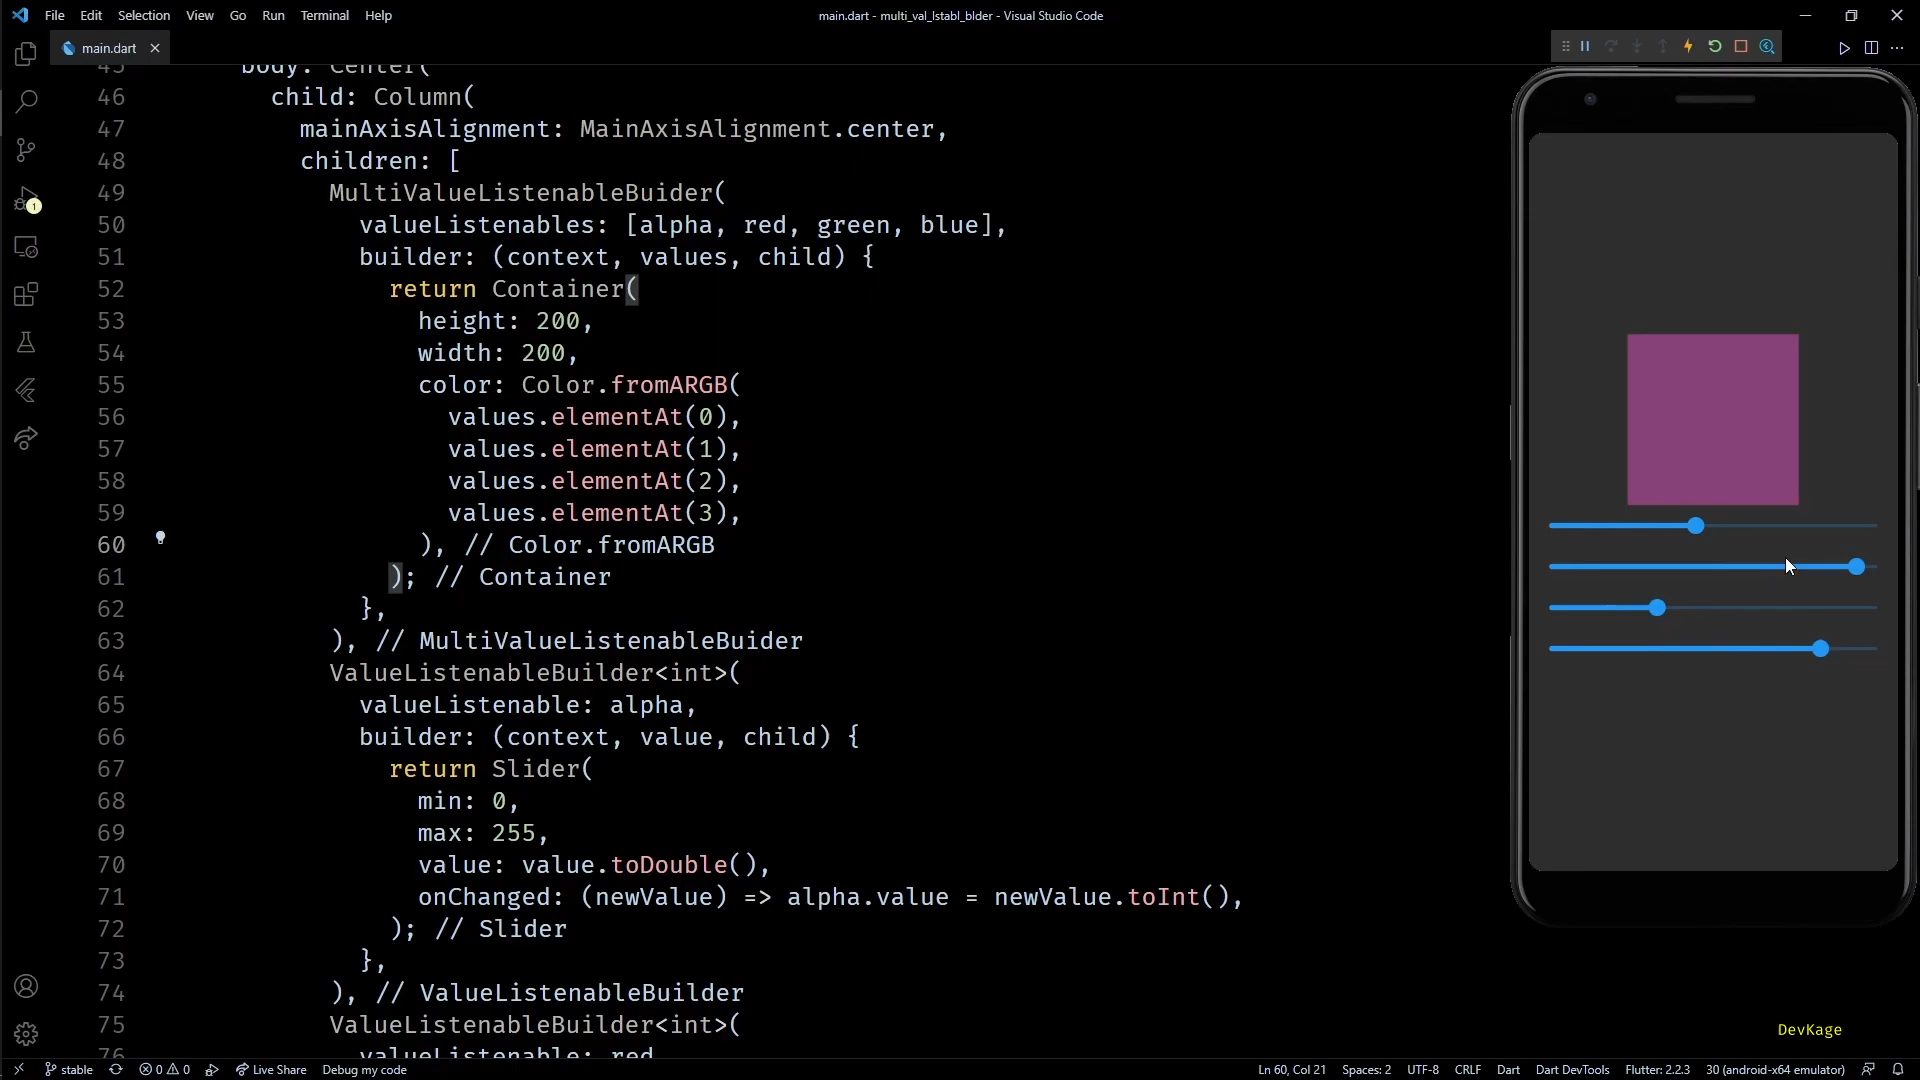 File Edit Selection View Go Run Terminal Help
main.dart - multi_val_lstabl_blder - Visual Studio Code
main.dart
45 body: Center(
46 child: Column(
47 mainAxisAlignment: MainAxisAlignment.center,
48 children: [
49 MultiValueListenableBuider(
50 valueListenables: [alpha, red, green, blue],
51 builder: (context, values, child) {
52 return Container(
53 height: 200,
54 width: 200,
55 color: Color.fromARGB(
56 values.elementAt(0),
57 values.elementAt(1),
58 values.elementAt(2),
59 values.elementAt(3),
60 ), // Color.fromARGB
61 ); // Container
62 },
63 ), // MultiValueListenableBuider
64 ValueListenableBuilder<int>(
65 valueListenable: alpha,
66 builder: (context, value, child) {
67 return Slider(
68 min: 0,
69 max: 255,
70 value: value.toDouble(),
71 onChanged: (newValue) => alpha.value = newValue.toInt(),
72 ); // Slider
73 },
74 ), // ValueListenableBuilder
75 ValueListenableBuilder<int>(
76 valueListenable: red
1
DevKage
stable 0 0 Live Share Debug my code Ln 60, Col 21 Spaces: 2 UTF-8 CRLF Dart Dart DevTools Flutter: 2.2.3 30 (android-x64 emulator)